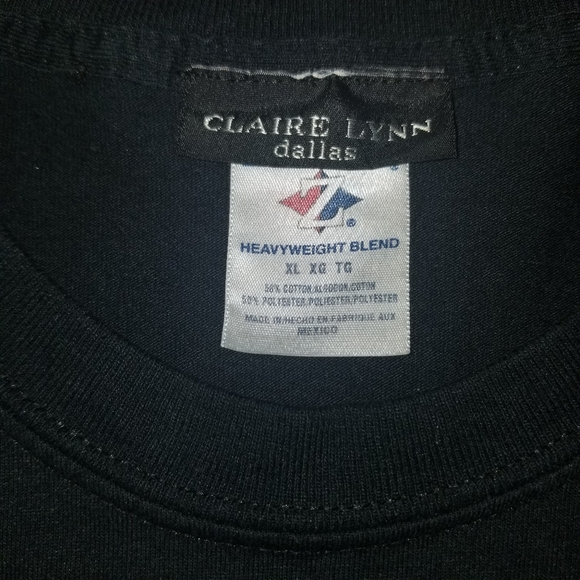 CLAIRE LYNN
dallas
Z
®
HEAVYWEIGHT BLEND
XL XG TG
50% COTTON/ALGODON/COTON
50% POLYESTER/POLIESTER/POLYESTER
MADE IN/HECHO EN/FABRIQUE AUX
MEXICO